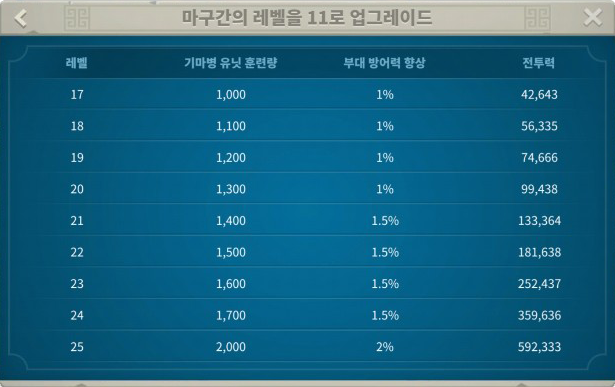 마구간의 레벨을 11로 업그레이드
레벨 기마병 유닛 훈련량 부대 방어력 향상 전투력
17 1,000 1% 42,643
18 1,100 1% 56,335
19 1,200 1% 74,666
20 1,300 1% 99,438
21 1,400 1.5% 133,364
22 1,500 1.5% 181,638
23 1,600 1.5% 252,437
24 1,700 1.5% 359,636
25 2,000 2% 592,333